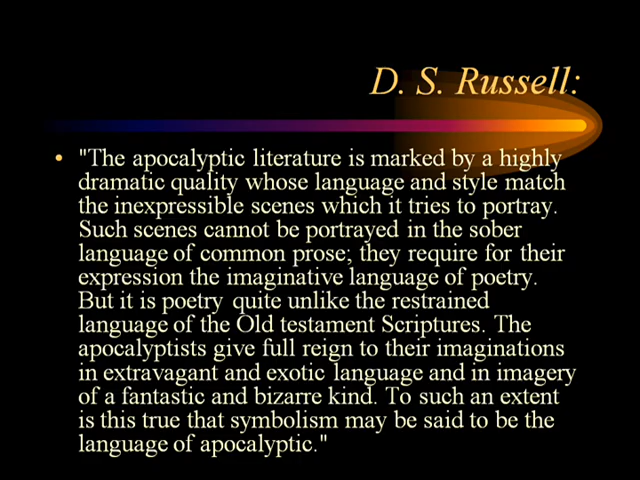 D. S. Russell:
• "The apocalyptic literature is marked by a highly
dramatic quality whose language and style match
the inexpressible scenes which it tries to portray.
Such scenes cannot be portrayed in the sober
language of common prose; they require for their
expression the imaginative language of poetry.
But it is poetry quite unlike the restrained
language of the Old testament Scriptures. The
apocalyptists give full reign to their imaginations
in extravagant and exotic language and in imagery
of a fantastic and bizarre kind. To such an extent
is this true that symbolism may be said to be the
language of apocalyptic."